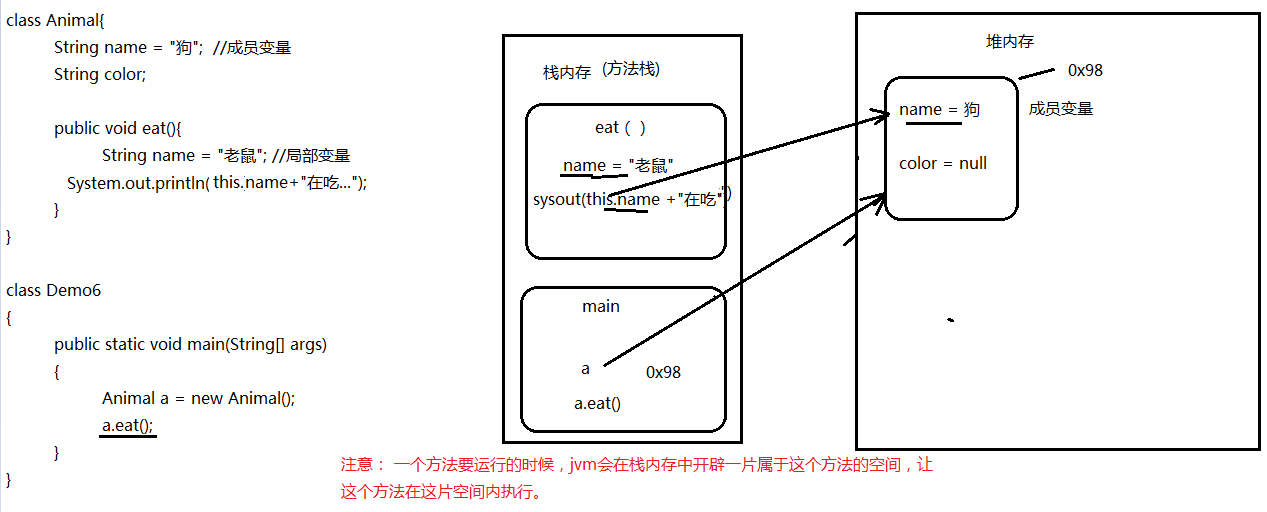 class Animal{
String name = "狗";  //成员变量
String color;
public void eat(){
String name = "老鼠"; //局部变量
System.out.println( this.name+"在吃...");
}
}
class Demo6
{
public static void main(String[] args)
{
Animal a = new Animal();
a.eat();
}
}
栈内存 (方法栈)
eat ( )
name = "老鼠"
sysout(this.name +"在吃")
main
a 0x98
a.eat()
堆内存
0x98
name = 狗 成员变量
color = null
注意： 一个方法要运行的时候，jvm会在栈内存中开辟一片属于这个方法的空间，让
这个方法在这片空间内执行。